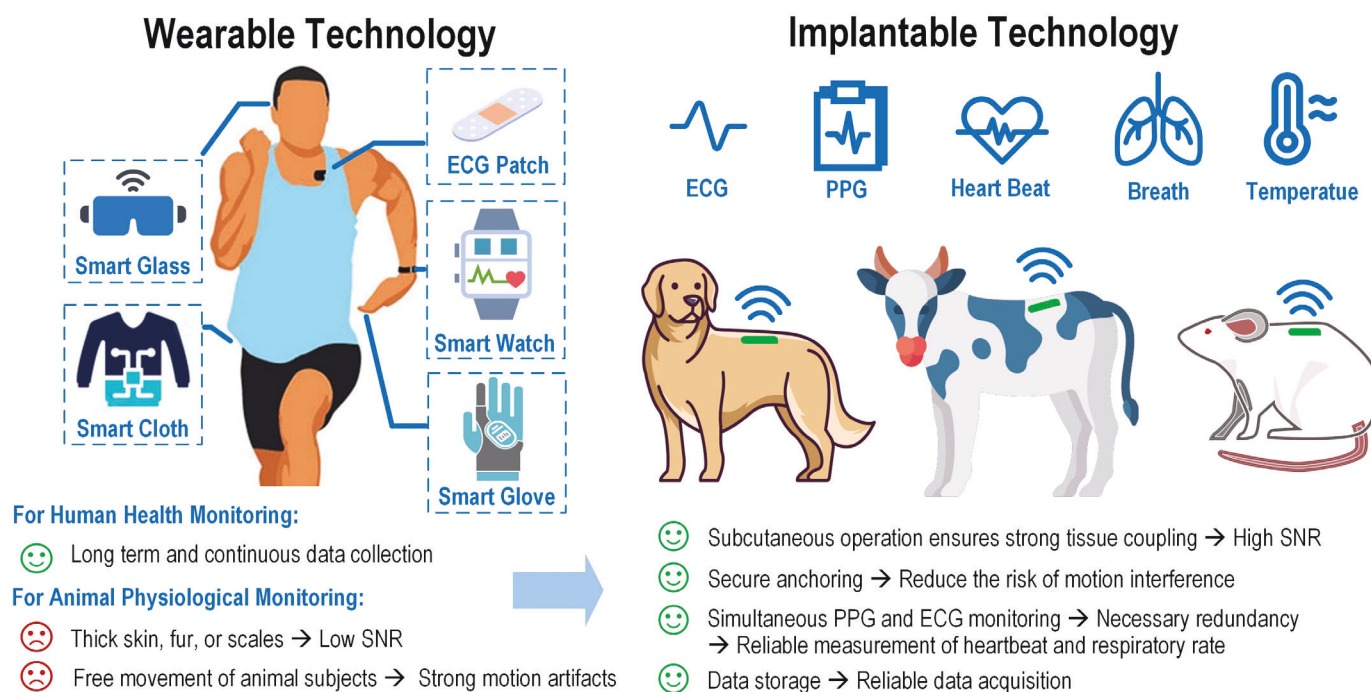 Wearable Technology
ECG Patch
Smart Glass
Smart Watch
Smart Cloth
Smart Glove
For Human Health Monitoring:
Long term and continuous data collection
For Animal Physiological Monitoring:
Thick skin, fur, or scales → Low SNR
Free movement of animal subjects → Strong motion artifacts
Implantable Technology
ECG
PPG
Heart Beat
Breath
Temperatue
Subcutaneous operation ensures strong tissue coupling → High SNR
Secure anchoring → Reduce the risk of motion interference
Simultaneous PPG and ECG monitoring → Necessary redundancy
→ Reliable measurement of heartbeat and respiratory rate
Data storage → Reliable data acquisition